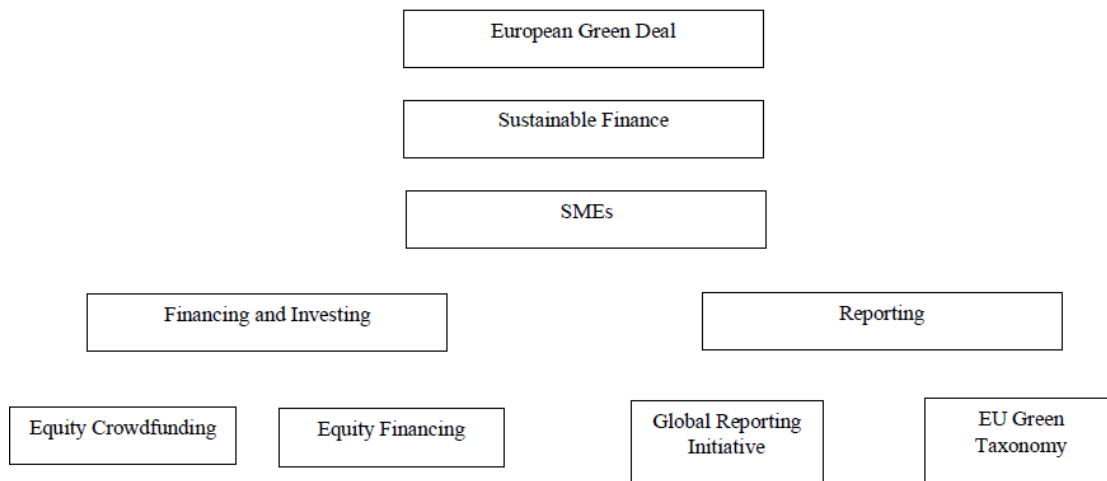 European Green Deal
Sustainable Finance
SMEs
Financing and Investing
Reporting
Equity Crowdfunding
Equity Financing
Global Reporting
Initiative
EU Green
Taxonomy